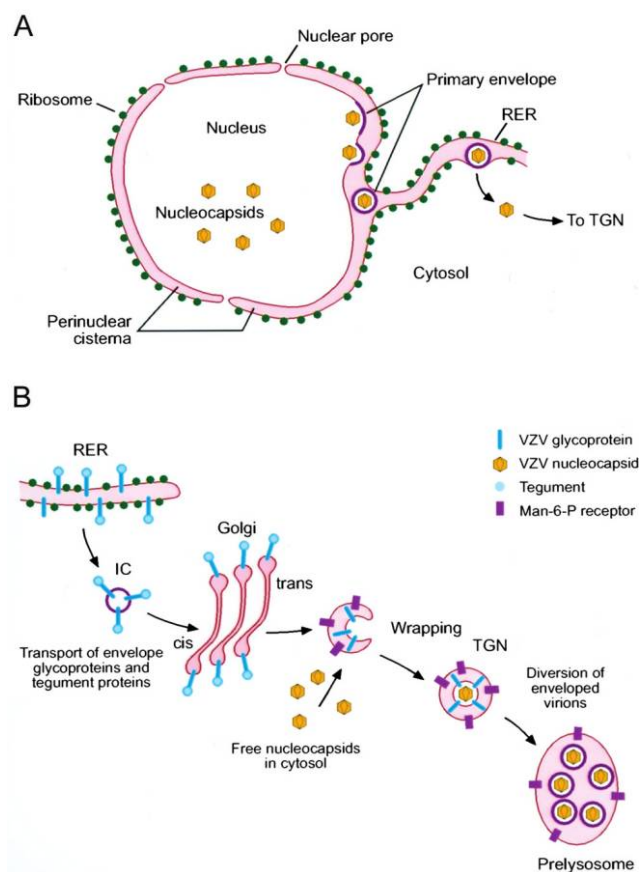 A
Nuclear pore
Ribosome
Primary envelope
RER
Nucleus
Nucleocapsids
To TGN
Cytosol
Perinuclear
cisterna
B
RER
VZV glycoprotein
VZV nucleocapsid
Tegument
Man-6-P receptor
Golgi
IC
trans
cis
Wrapping
TGN
Transport of envelope
glycoproteins and
tegument proteins
Diversion of
enveloped
virions
Free nucleocapsids
in cytosol
Prelysosome